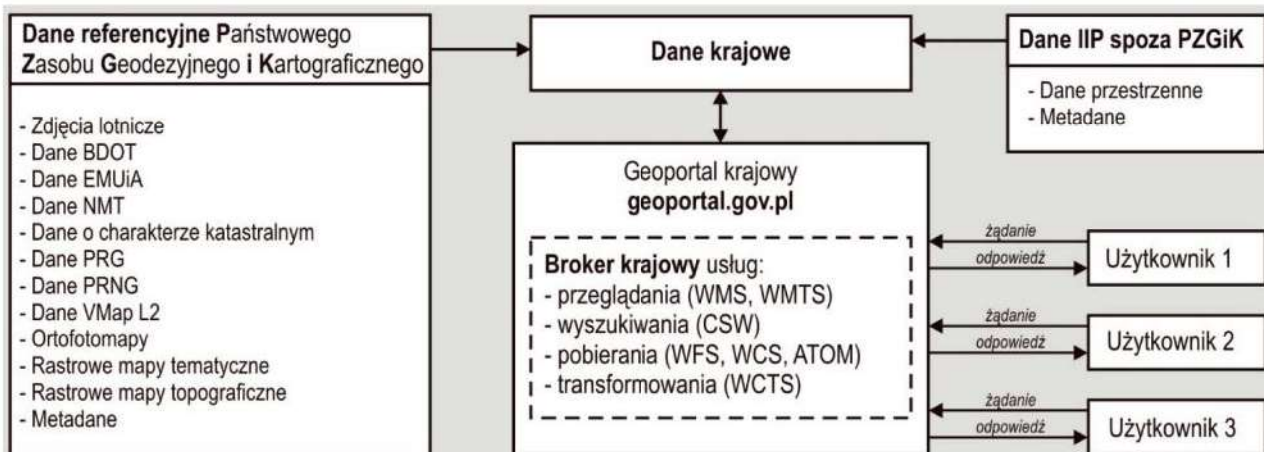 Dane referencyjne Państwowego
Zasobu Geodezyjnego i Kartograficznego
- Zdjęcia lotnicze
- Dane BDOT
- Dane EMUiA
- Dane NMT
- Dane o charakterze katastralnym
- Dane PRG
- Dane PRNG
- Dane VMap L2
- Ortofotomapy
- Rastrowe mapy tematyczne
- Rastrowe mapy topograficzne
- Metadane
Dane krajowe
Dane IIP spoza PZGiK
- Dane przestrzenne
- Metadane
Geoportal krajowy
geoportal.gov.pl
Broker krajowy usług:
- przeglądania (WMS, WMTS)
- wyszukiwania (CSW)
- pobierania (WFS, WCS, ATOM)
- transformowania (WCTS)
żądanie
odpowiedź
Użytkownik 1
żądanie
odpowiedź
Użytkownik 2
żądanie
odpowiedź
Użytkownik 3